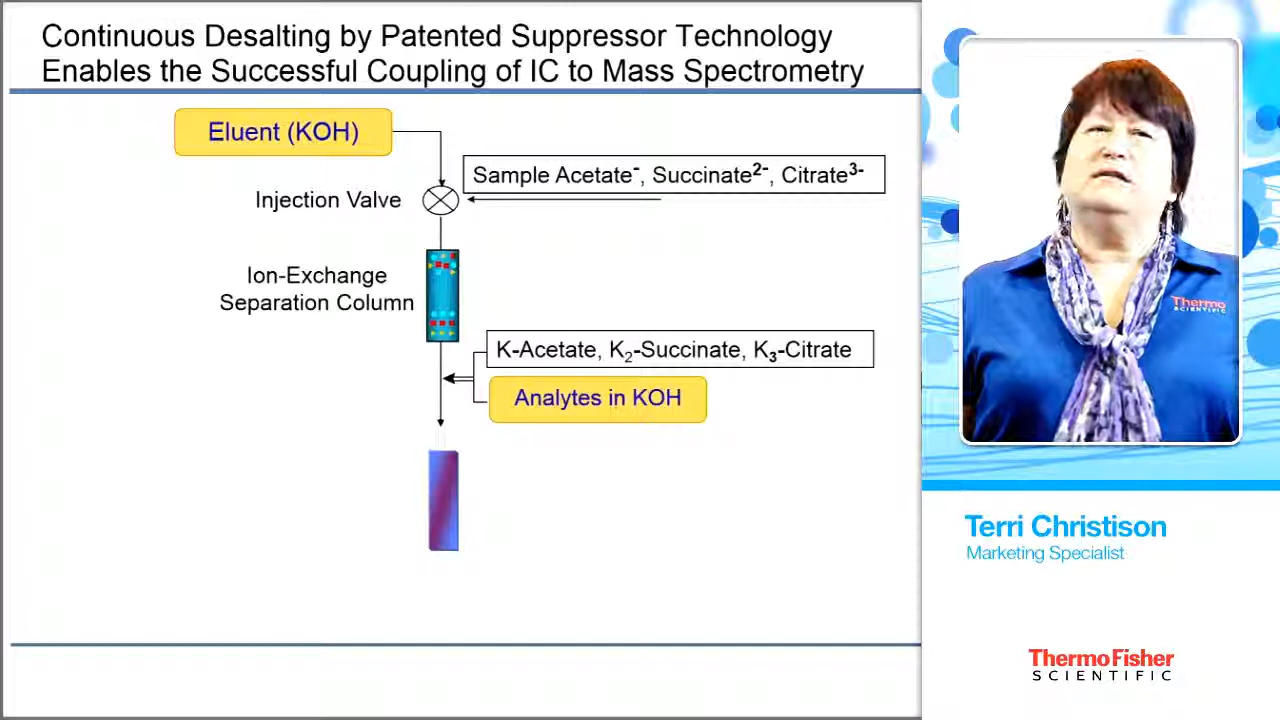 Continuous Desalting by Patented Suppressor Technology
Enables the Successful Coupling of IC to Mass Spectrometry
Eluent (KOH)
Sample Acetate⁻, Succinate²⁻, Citrate³⁻
Injection Valve
Ion-Exchange
Separation Column
K-Acetate, K₂-Succinate, K₃-Citrate
Analytes in KOH
Thermo
SCIENTIFIC
Terri Christison
Marketing Specialist
ThermoFisher
SCIENTIFIC